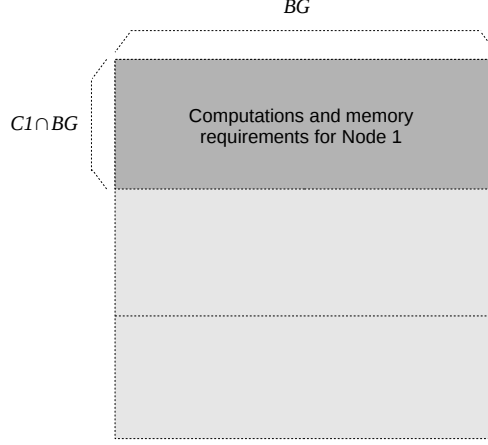 BG
C1∩BG
Computations and memory
requirements for Node 1